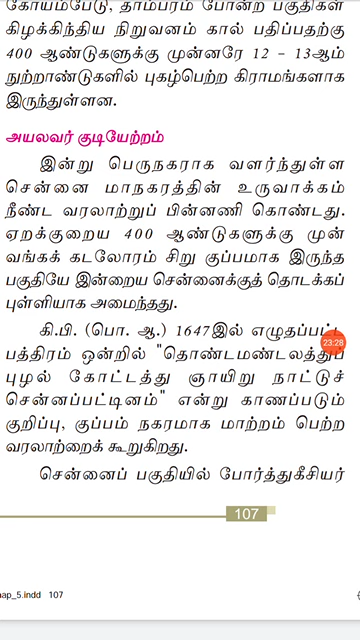 கோயம்பேடு, தாம்பரம் போன்ற பகுதிகள்
கிழக்கிந்திய நிறுவனம் கால் பதிப்பதற்கு
400 ஆண்டுகளுக்கு முன்னரே 12 – 13ஆம்
நூற்றாண்டுகளில் புகழ்பெற்ற கிராமங்களாக
இருந்துள்ளன.
அயலவர் குடியேற்றம்
இன்று பெருநகராக வளர்ந்துள்ள
சென்னை மாநகரத்தின் உருவாக்கம்
நீண்ட வரலாற்றுப் பின்னணி கொண்டது.
ஏறக்குறைய 400 ஆண்டுகளுக்கு முன்
வங்கக் கடலோரம் சிறு குப்பமாக இருந்த
பகுதியே இன்றைய சென்னைக்குத் தொடக்கப்
புள்ளியாக அமைந்தது.
கி.பி. (பொ. ஆ.) 1647இல் எழுதப்பட்ட
பத்திரம் ஒன்றில் "தொண்டமண்டலத்துப்
புழல் கோட்டத்து ஞாயிறு நாட்டுச்
சென்னப்பட்டினம்" என்று காணப்படும்
குறிப்பு, குப்பம் நகரமாக மாற்றம் பெற்ற
வரலாற்றைக் கூறுகிறது.
சென்னைப் பகுதியில் போர்த்துகீசியர்
107
aap_5.indd 107
23:28